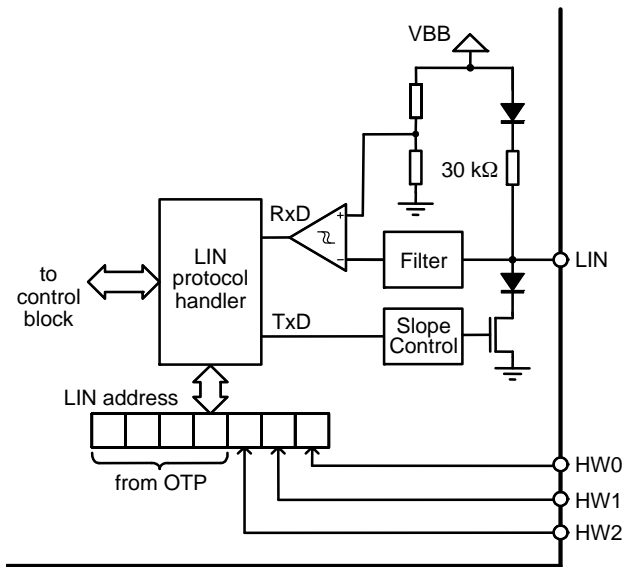 VBB
30 kΩ
RxD
+
−
LIN
protocol
handler
Filter
LIN
to
control
block
TxD
Slope
Control
LIN address
from OTP
HW0
HW1
HW2